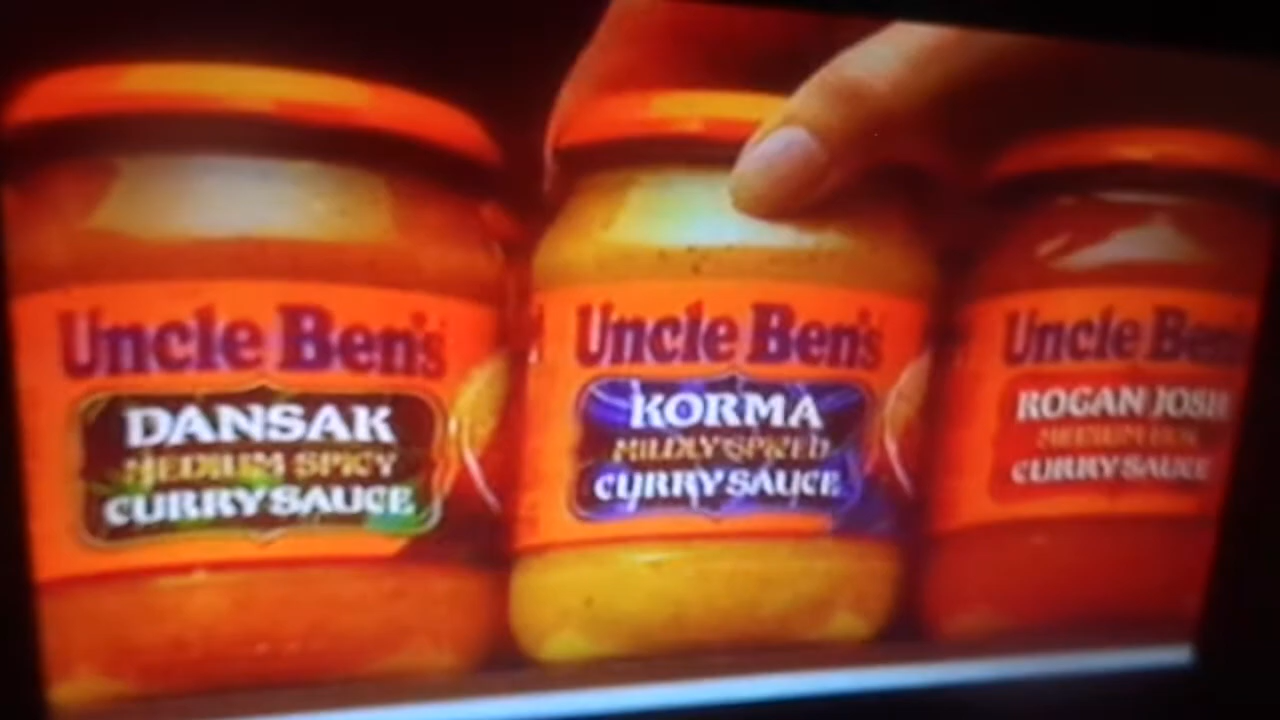 Uncle Ben's
DANSAK
MEDIUM SPICY
CURRY SAUCE
Uncle Ben's
KORMA
MILDLY SPICED
CURRY SAUCE
Uncle Ben's
ROGAN JOSH
MEDIUM
CURRY SAUCE